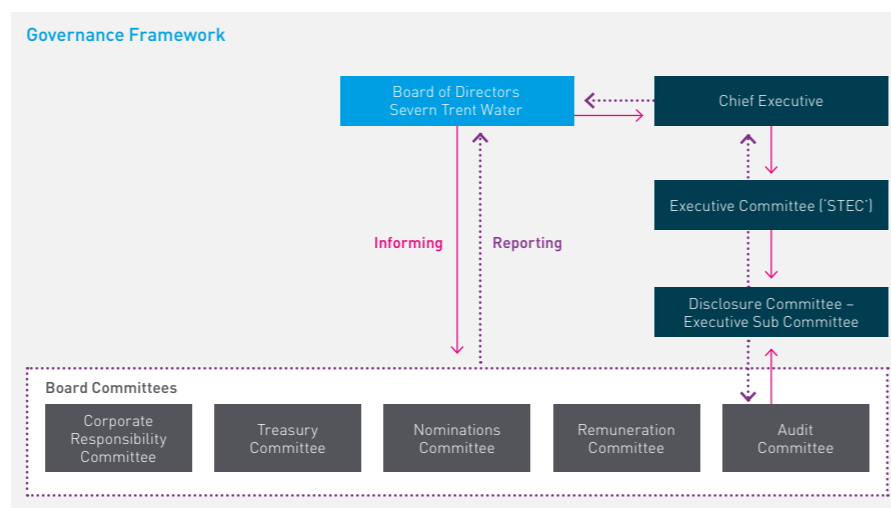 Governance Framework
Board of Directors
Severn Trent Water
Chief Executive
Executive Committee (‘STEC’)
Informing
Reporting
Disclosure Committee –
Executive Sub Committee
Board Committees
Corporate
Responsibility
Committee
Treasury
Committee
Nominations
Committee
Remuneration
Committee
Audit
Committee